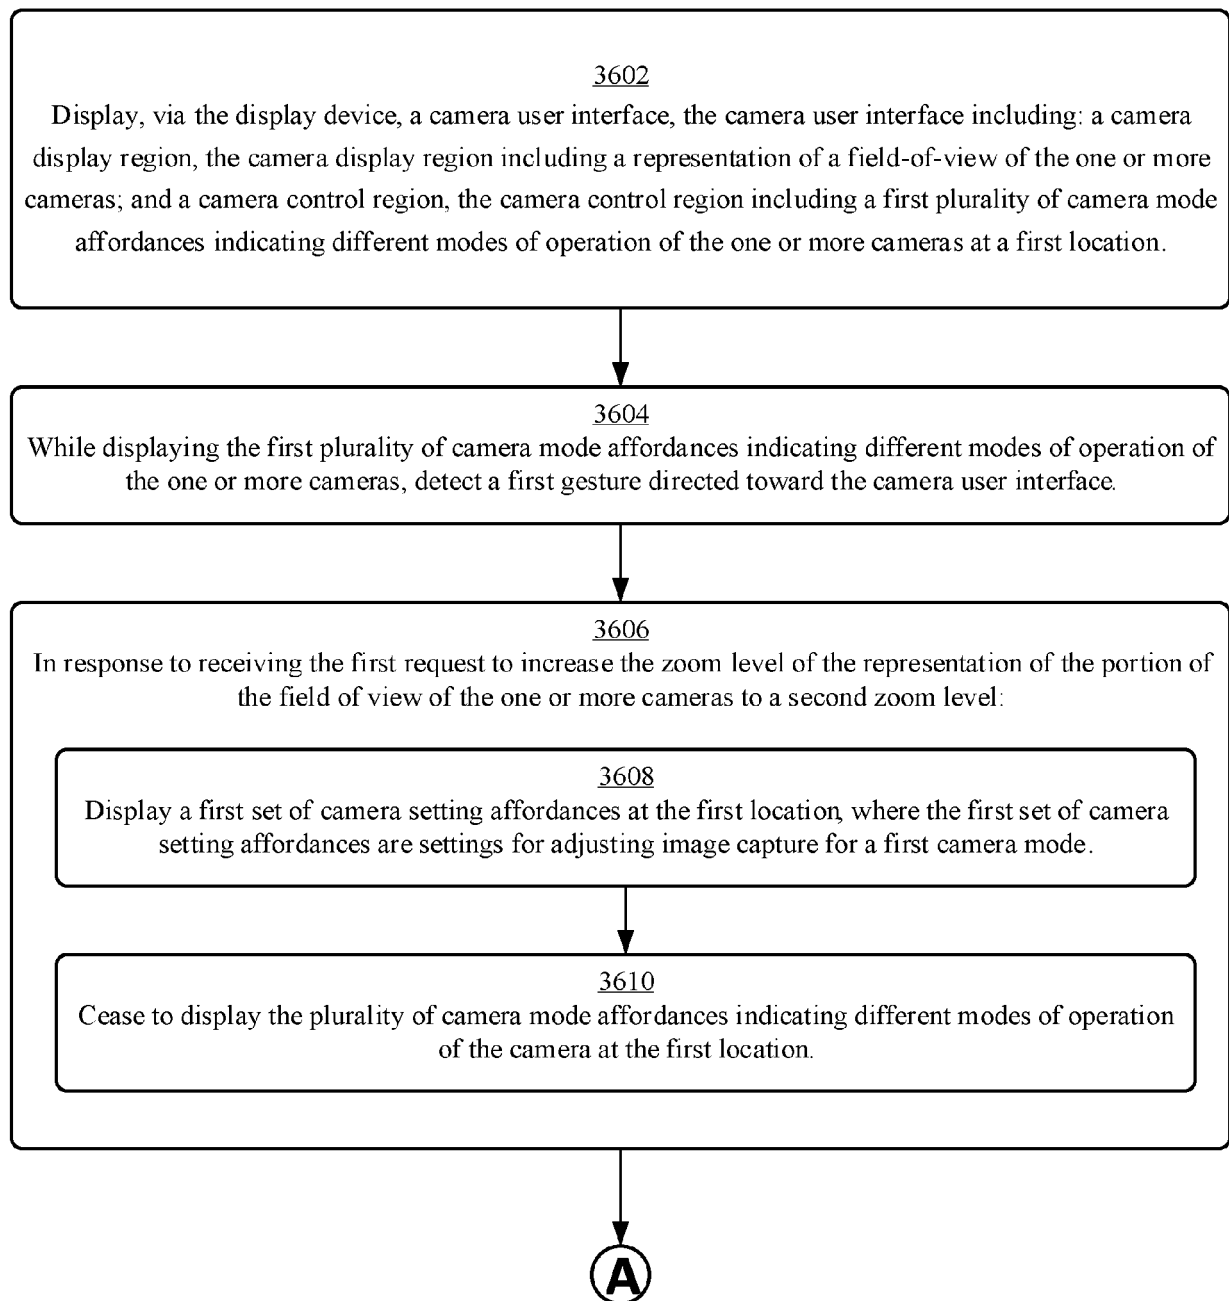 3602
Display, via the display device, a camera user interface, the camera user interface including: a camera
display region, the camera display region including a representation of a field-of-view of the one or more
cameras; and a camera control region, the camera control region including a first plurality of camera mode
affordances indicating different modes of operation of the one or more cameras at a first location.
3604
While displaying the first plurality of camera mode affordances indicating different modes of operation of
the one or more cameras, detect a first gesture directed toward the camera user interface.
3606
In response to receiving the first request to increase the zoom level of the representation of the portion of
the field of view of the one or more cameras to a second zoom level:
3608
Display a first set of camera setting affordances at the first location, where the first set of camera
setting affordances are settings for adjusting image capture for a first camera mode.
3610
Cease to display the plurality of camera mode affordances indicating different modes of operation
of the camera at the first location.
A